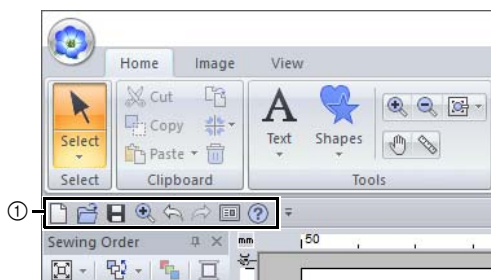 Home Image View
Cut
Copy
Paste
Select
Text
Shapes
Select
Clipboard
Tools
①
Sewing Order
mm
50